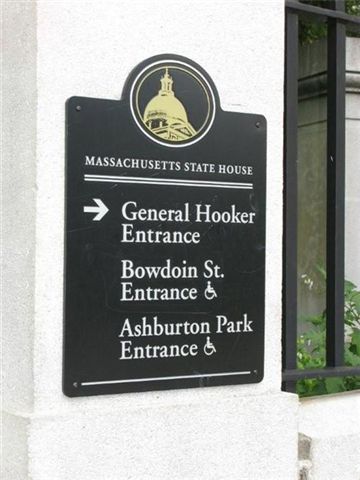 MASSACHUSETTS STATE HOUSE
→ General Hooker
Entrance
Bowdoin St.
Entrance ♿
Ashburton Park
Entrance ♿